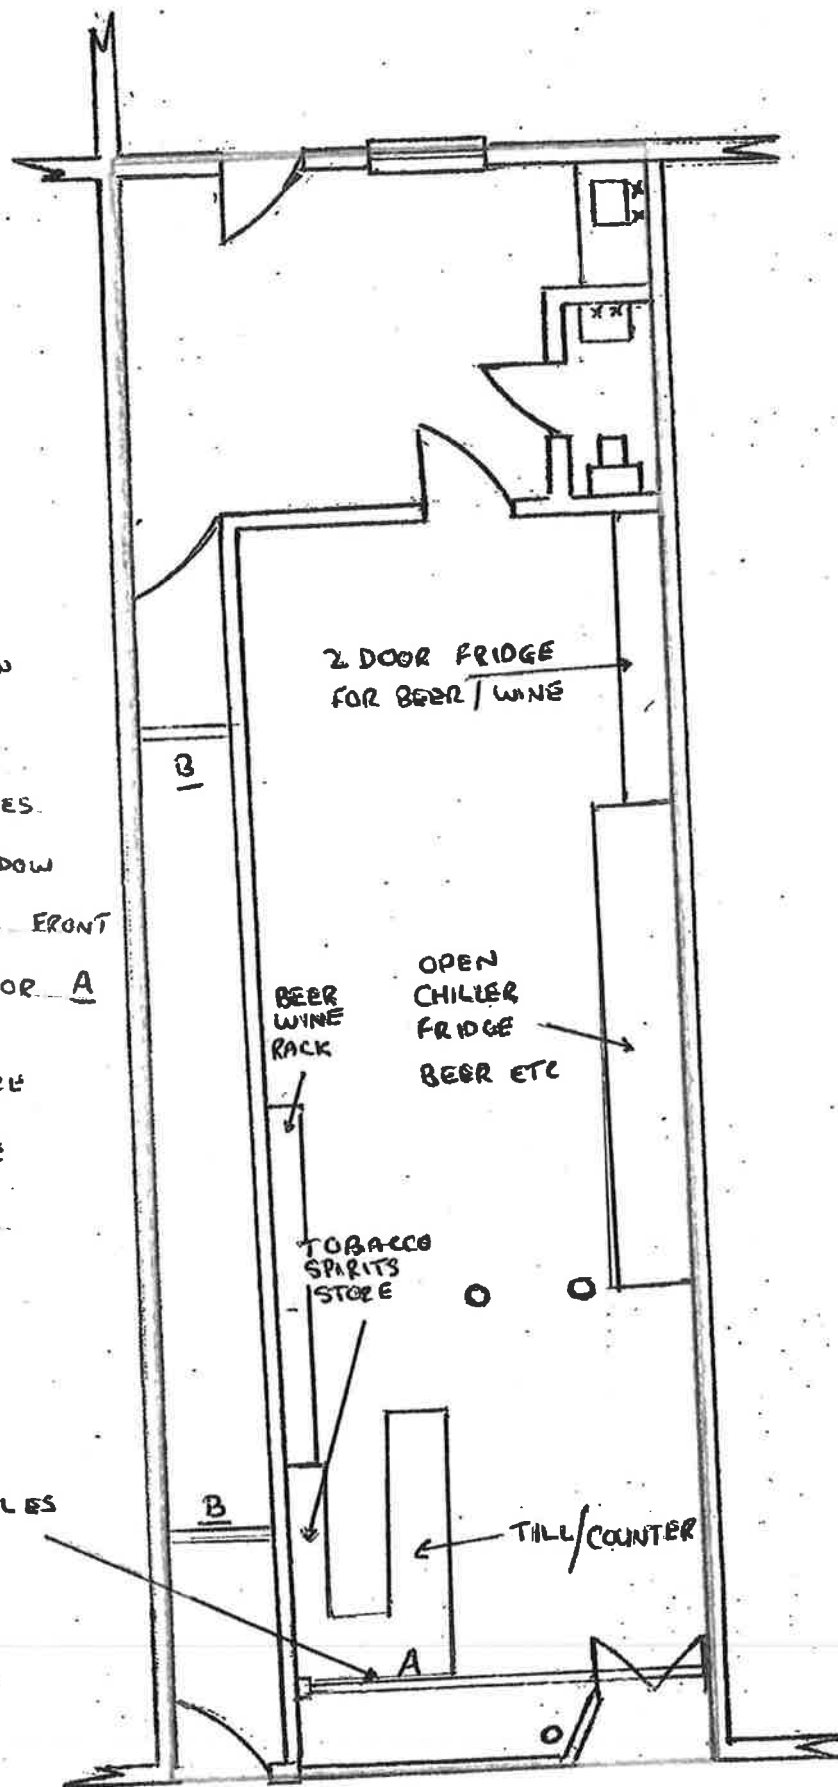 2 DOOR FRIDGE
FOR BEER / WINE
B
DOW
FRONT
OR A
BEER
WINE
RACK
OPEN
CHILLER
FRIDGE
BEER ETC
TOBACCO
SPIRITS
STORE
B
LES
TILL/COUNTER
A